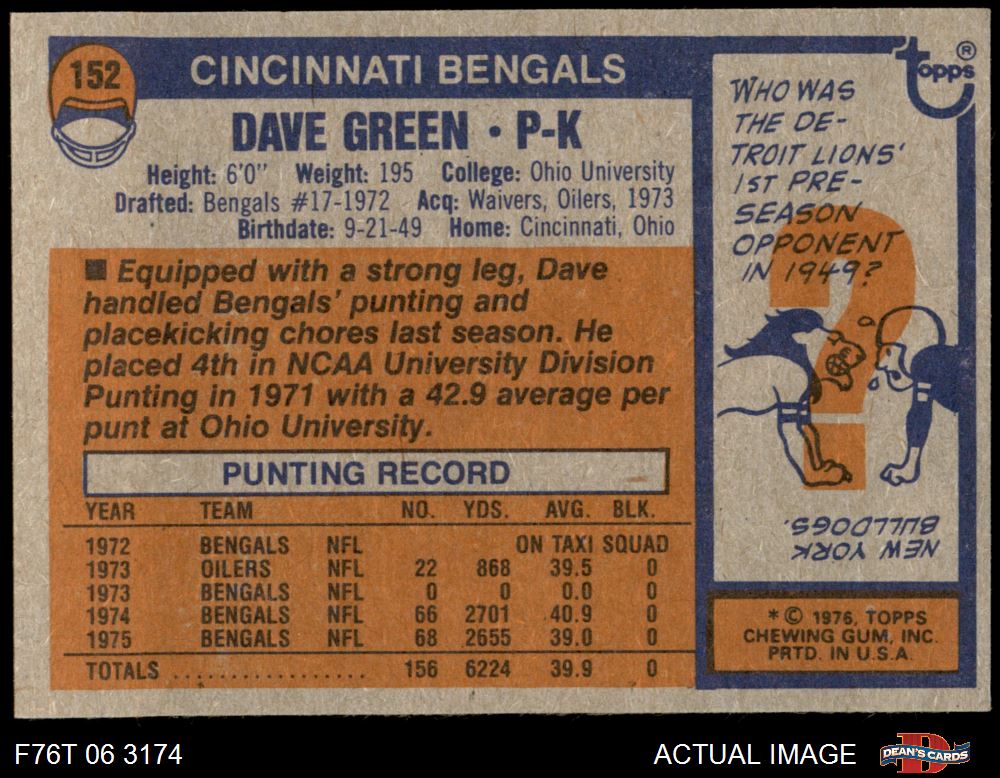 152
CINCINNATI BENGALS
DAVE GREEN • P-K
Height: 6'0" Weight: 195 College: Ohio University
Drafted: Bengals #17-1972 Acq: Waivers, Oilers, 1973
Birthdate: 9-21-49 Home: Cincinnati, Ohio
■ Equipped with a strong leg, Dave
handled Bengals' punting and
placekicking chores last season. He
placed 4th in NCAA University Division
Punting in 1971 with a 42.9 average per
punt at Ohio University.
PUNTING RECORD
YEAR TEAM NO. YDS. AVG. BLK.
1972 BENGALS NFL ON TAXI SQUAD
1973 OILERS NFL 22 868 39.5 0
1973 BENGALS NFL 0 0 0.0 0
1974 BENGALS NFL 66 2701 40.9 0
1975 BENGALS NFL 68 2655 39.0 0
TOTALS ................. 156 6224 39.9 0
topps ®
WHO WAS
THE DE-
TROIT LIONS'
1ST PRE-
SEASON
OPPONENT
IN 1949?
?
NEW YORK
BULLDOGS.
* © 1976, TOPPS
CHEWING GUM, INC.
PRTD. IN U.S.A.
F76T 06 3174
ACTUAL IMAGE
DEAN'S CARDS